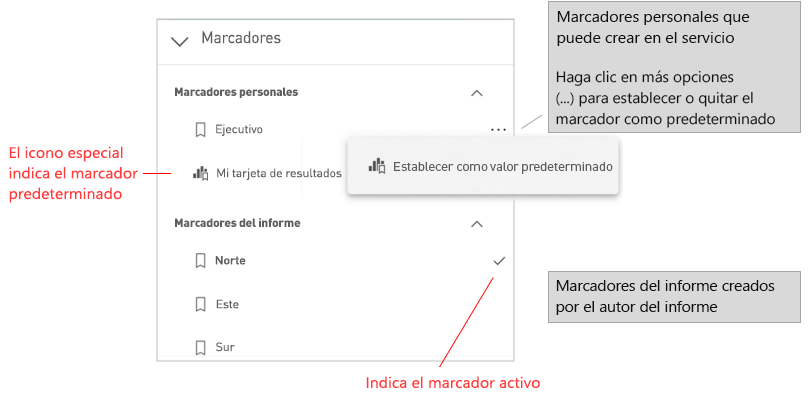 Marcadores
Marcadores personales
Ejecutivo
...
Mi tarjeta de resultados
Establecer como valor predeterminado
Marcadores del informe
Norte
Este
Sur
El icono especial
indica el marcador
predeterminado
Marcadores personales que
puede crear en el servicio
Haga clic en más opciones
(...) para establecer o quitar el
marcador como predeterminado
Marcadores del informe creados
por el autor del informe
Indica el marcador activo